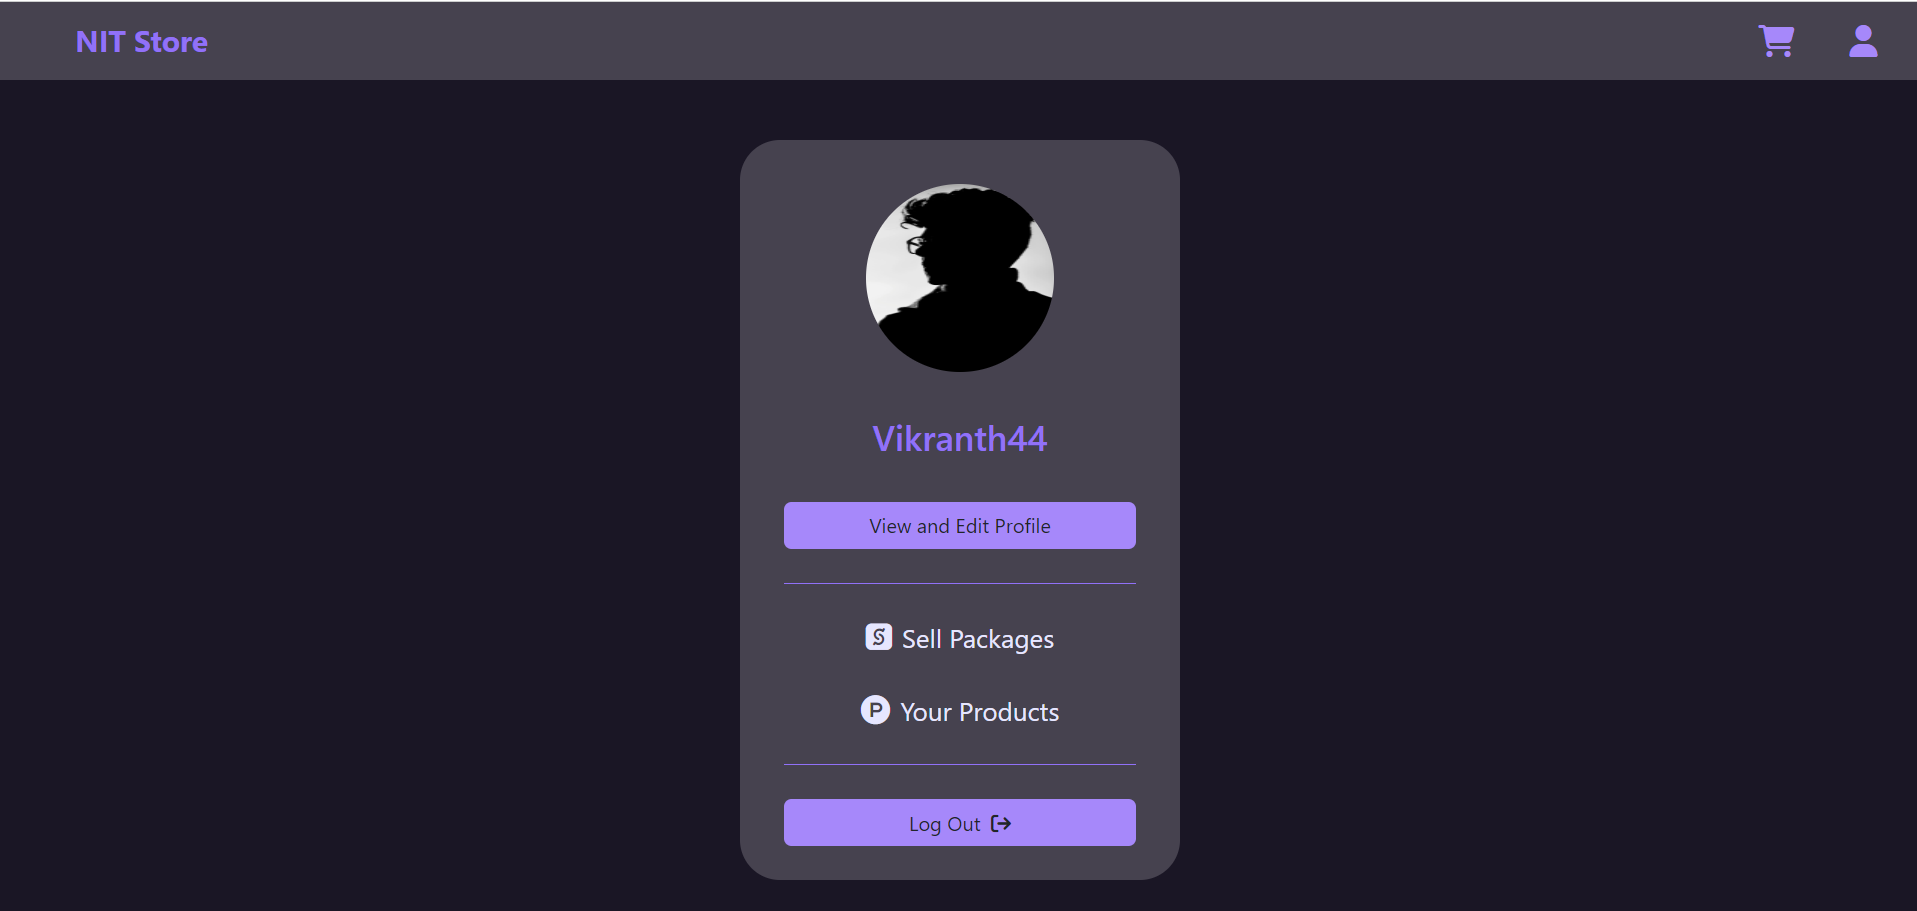 NIT Store
Vikranth44
View and Edit Profile
S Sell Packages
P Your Products
Log Out